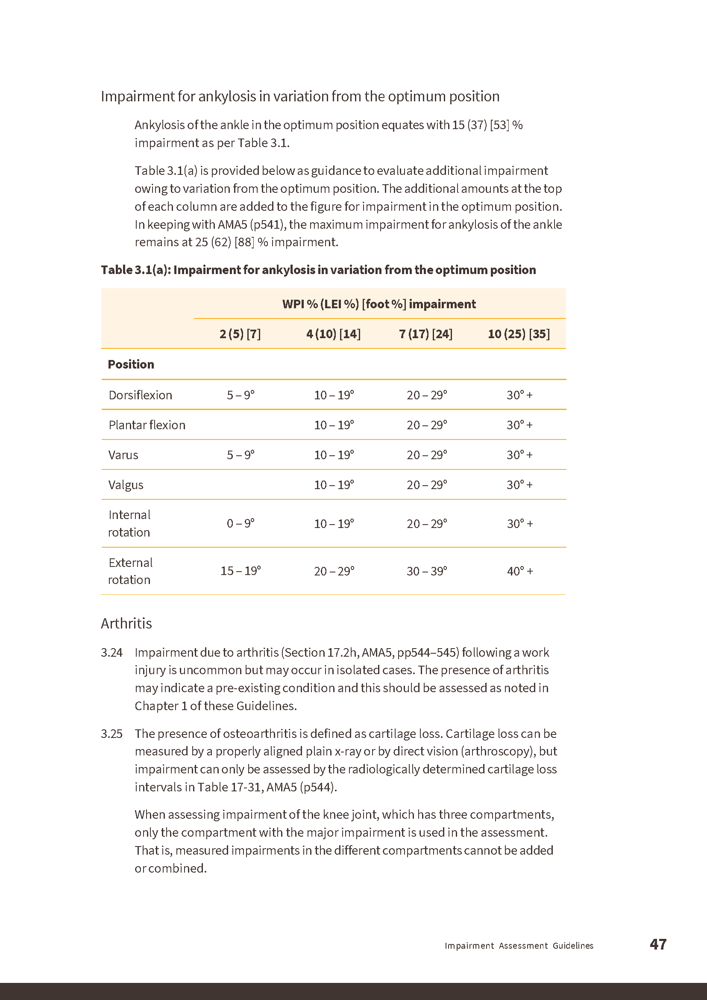 Impairment for ankylosis in variation from the optimum position
Ankylosis of the ankle in the optimum position equates with 15 (37) [53] %
impairment as per Table 3.1.
Table 3.1(a) is provided below as guidance to evaluate additional impairment
owing to variation from the optimum position. The additional amounts at the top
of each column are added to the figure for impairment in the optimum position.
In keeping with AMA5 (p541), the maximum impairment for ankylosis of the ankle
remains at 25 (62) [88] % impairment.
Table 3.1(a): Impairment for ankylosis in variation from the optimum position
WPI % (LEI %) [foot %] impairment
2 (5) [7] 4 (10) [14] 7 (17) [24] 10 (25) [35]
Position
Dorsiflexion 5 – 9° 10 – 19° 20 – 29° 30° +
Plantar flexion 10 – 19° 20 – 29° 30° +
Varus 5 – 9° 10 – 19° 20 – 29° 30° +
Valgus 10 – 19° 20 – 29° 30° +
Internal
rotation 0 – 9° 10 – 19° 20 – 29° 30° +
External
rotation 15 – 19° 20 – 29° 30 – 39° 40° +
Arthritis
3.24 Impairment due to arthritis (Section 17.2h, AMA5, pp544–545) following a work
injury is uncommon but may occur in isolated cases. The presence of arthritis
may indicate a pre-existing condition and this should be assessed as noted in
Chapter 1 of these Guidelines.
3.25 The presence of osteoarthritis is defined as cartilage loss. Cartilage loss can be
measured by a properly aligned plain x-ray or by direct vision (arthroscopy), but
impairment can only be assessed by the radiologically determined cartilage loss
intervals in Table 17-31, AMA5 (p544).
When assessing impairment of the knee joint, which has three compartments,
only the compartment with the major impairment is used in the assessment.
That is, measured impairments in the different compartments cannot be added
or combined.
Impairment Assessment Guidelines 47